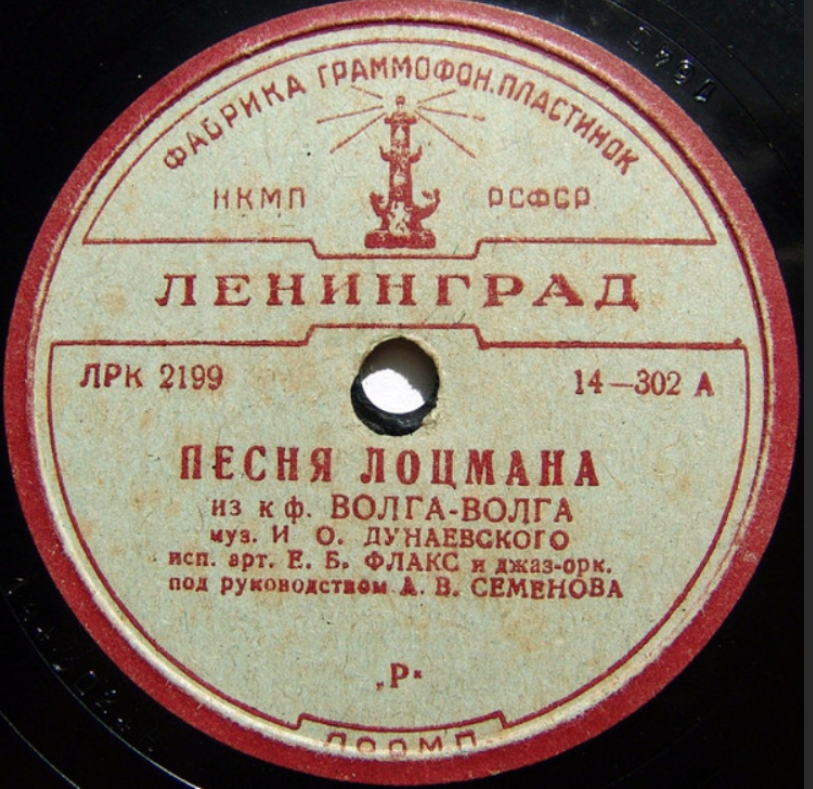 ФАБРИКА ГРАММОФОН.ПЛАСТИНОК
НКМП РСФСР
ЛЕНИНГРАД
ЛРК 2199 14—302 А
ПЕСНЯ ЛОЦМАНА
из к ф. ВОЛГА-ВОЛГА
муз. И О. ДУНАЕВСКОГО
исп. арт. Е. Б. ФЛАКС и джаз-орк.
под руководством А. В. СЕМЕНОВА
„Р“